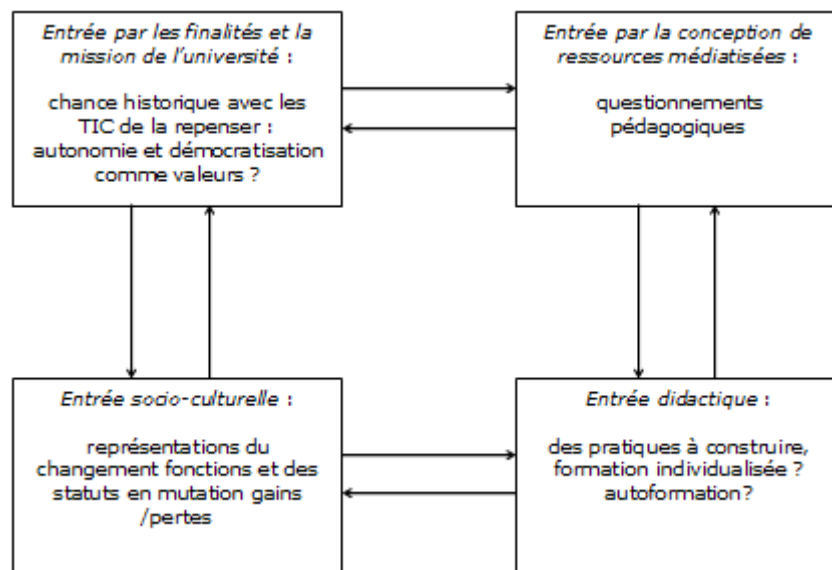 Entrée par les finalités et la
mission de l'université :
chance historique avec les
TIC de la repenser :
autonomie et démocratisation
comme valeurs ?
Entrée par la conception de
ressources médiatisées :
questionnements
pédagogiques
Entrée socio-culturelle :
représentations du
changement fonctions et des
statuts en mutation gains
/pertes
Entrée didactique :
des pratiques à construire,
formation individualisée ?
autoformation?